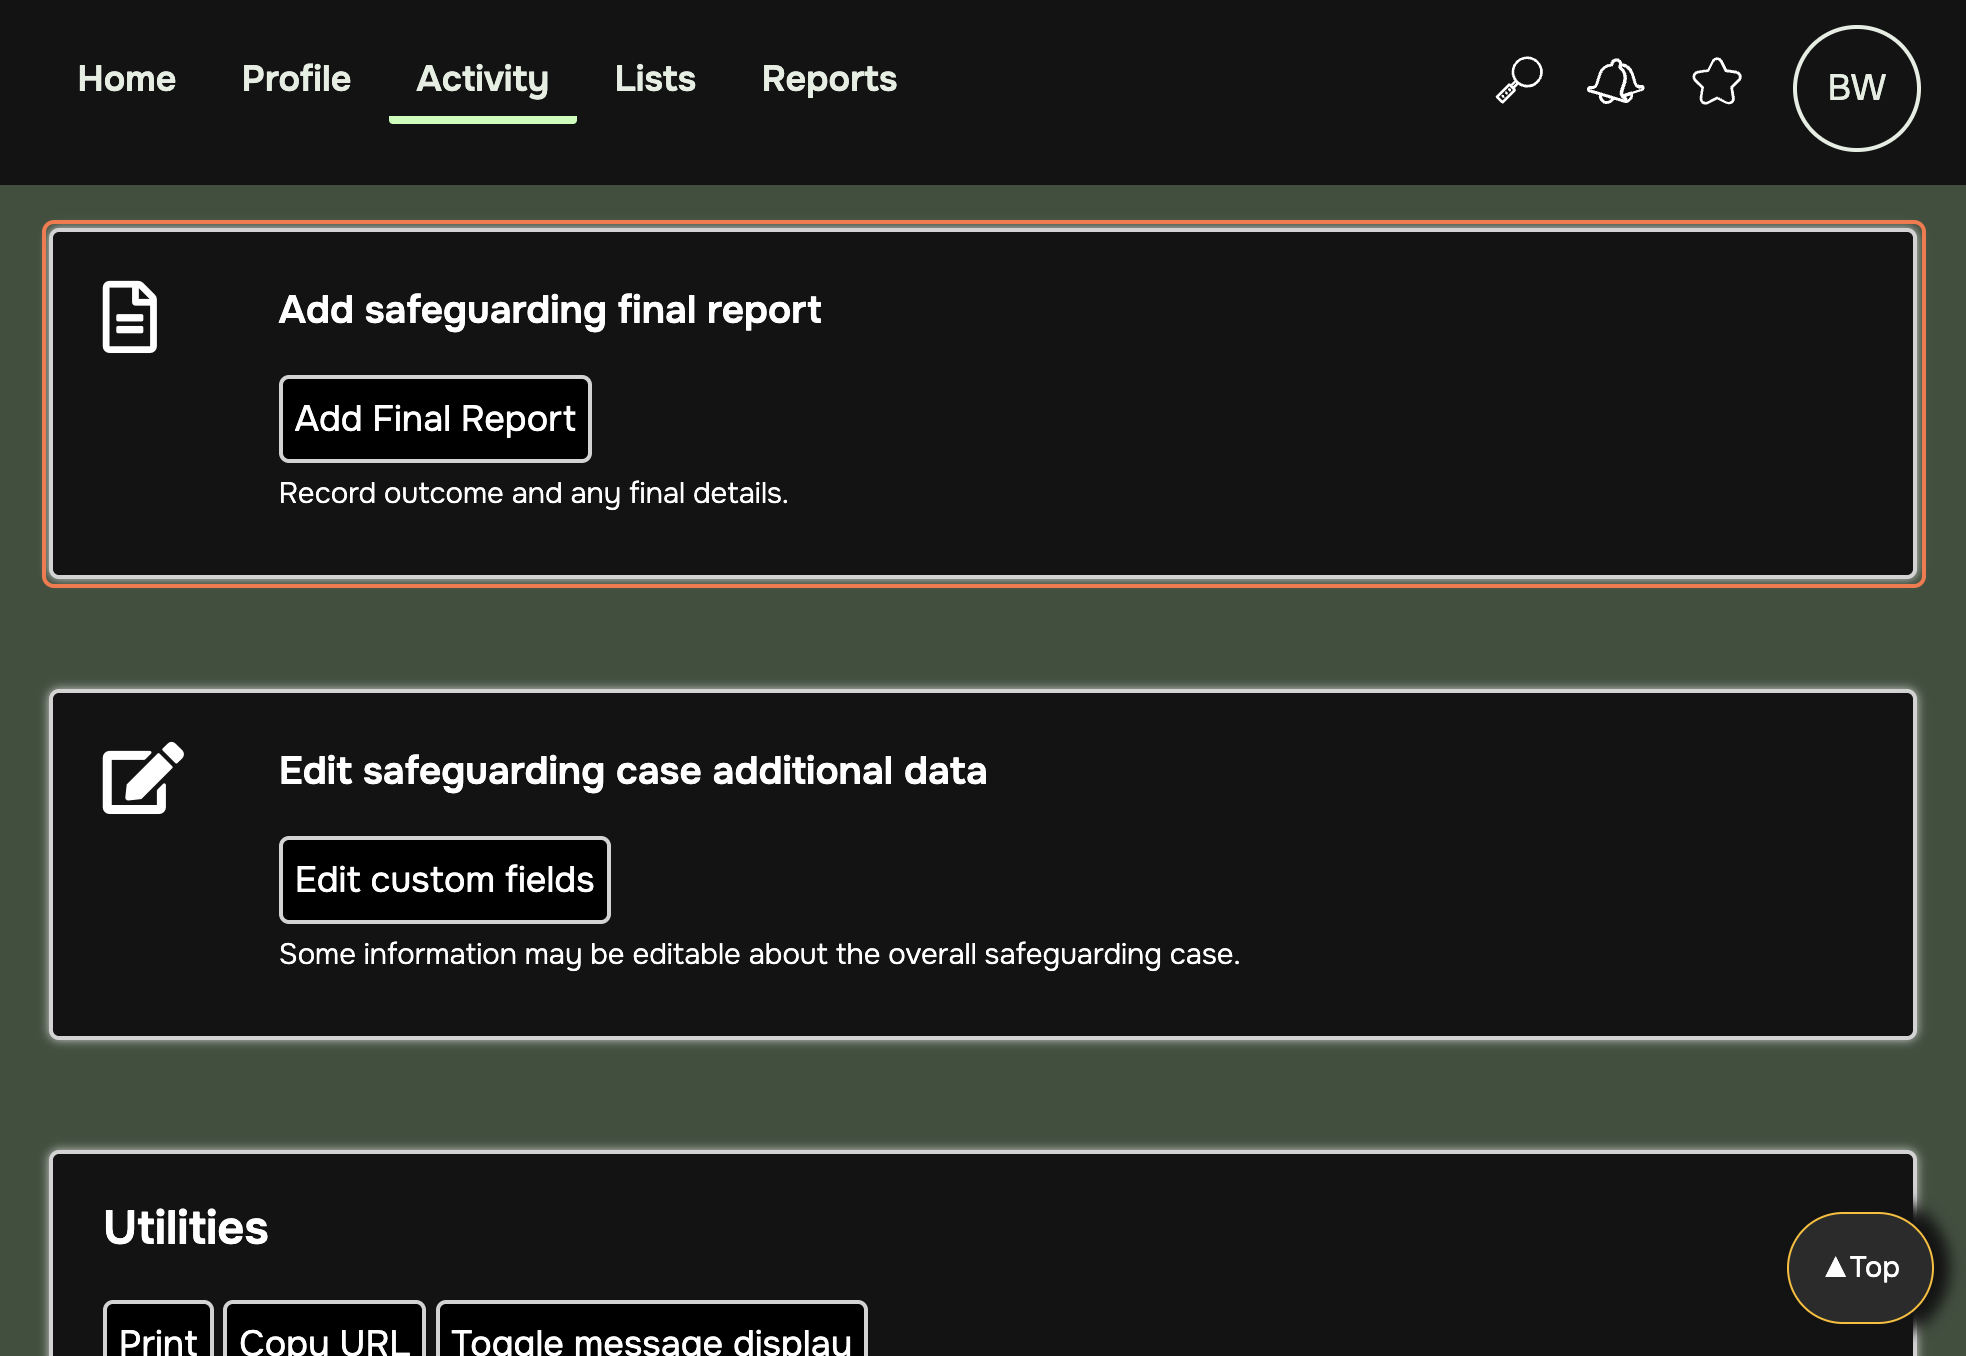 Home Profile Activity Lists Reports BW
Add safeguarding final report
Add Final Report
Record outcome and any final details.
Edit safeguarding case additional data
Edit custom fields
Some information may be editable about the overall safeguarding case.
Utilities
▲Top
Print Copy URL Toggle message display